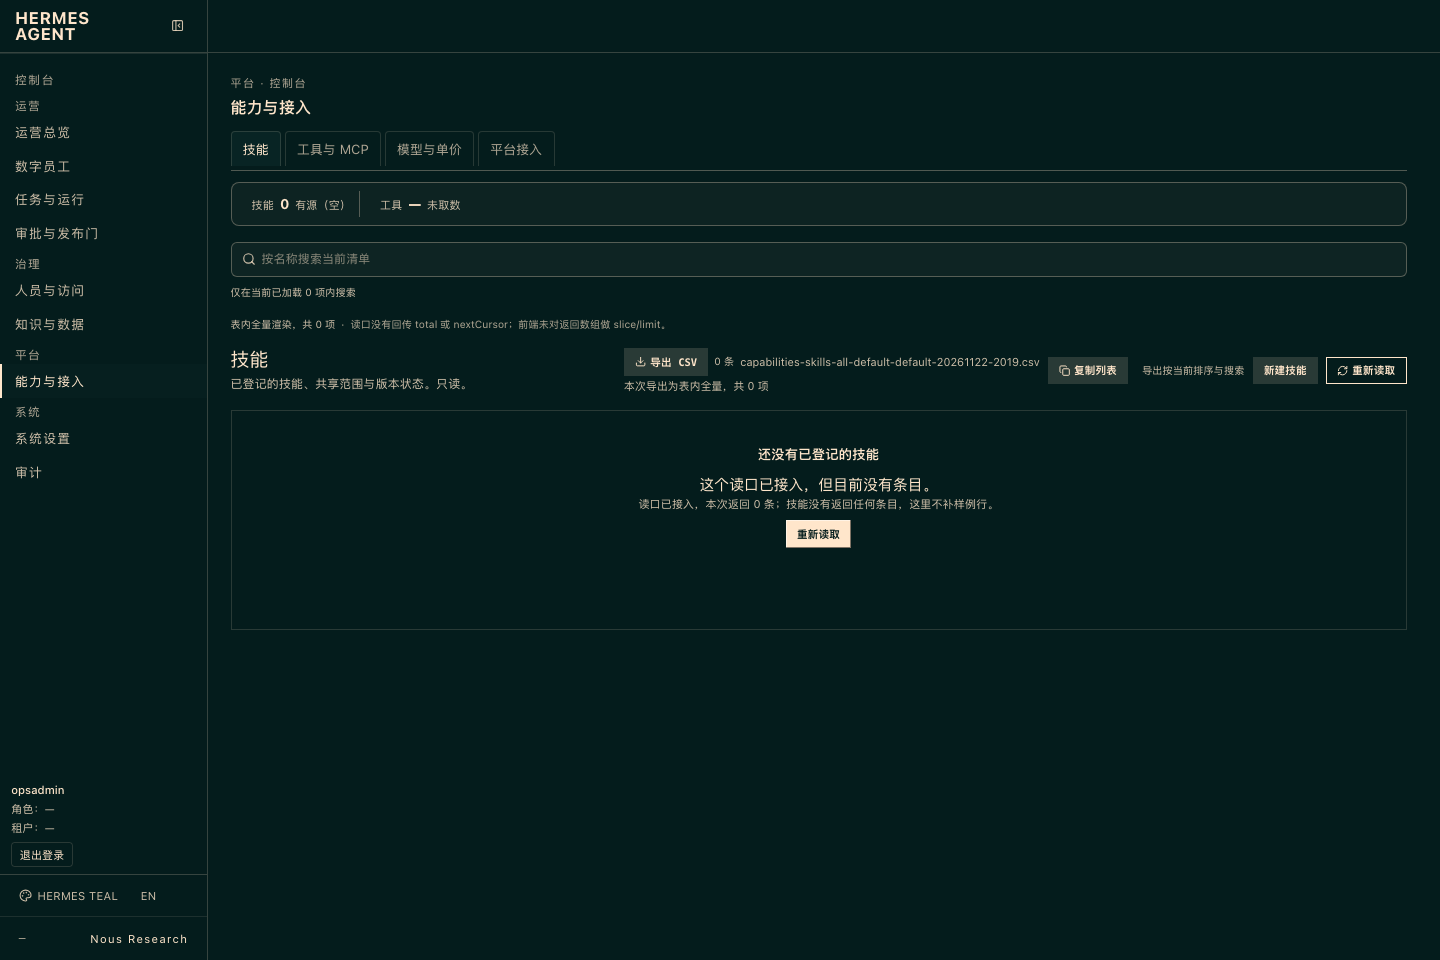 HERMES
AGENT
控制台
运营
运营总览
数字员工
任务与运行
审批与发布门
治理
人员与访问
知识与数据
平台
能力与接入
系统
系统设置
审计
opsadmin
角色：—
租户：—
退出登录
HERMES TEAL EN
— Nous Research
平台 · 控制台
能力与接入
技能 工具与 MCP 模型与单价 平台接入
技能 0 有源（空） 工具 — 未取数
按名称搜索当前清单
仅在当前已加载 0 项内搜索
表内全量渲染，共 0 项 · 读口没有回传 total 或 nextCursor；前端未对返回数组做 slice/limit。
技能
已登记的技能、共享范围与版本状态。只读。
导出 CSV 0 条 capabilities-skills-all-default-default-20261122-2019.csv
本次导出为表内全量，共 0 项
复制列表 导出按当前排序与搜索 新建技能 重新读取
还没有已登记的技能
这个读口已接入，但目前没有条目。
读口已接入，本次返回 0 条；技能没有返回任何条目，这里不补样例行。
重新读取